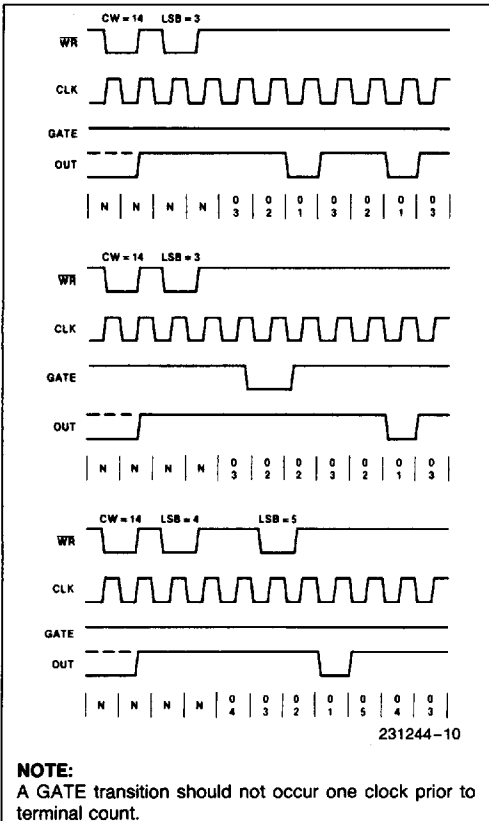 CW = 14 LSB = 3
WR
CLK
GATE
OUT
N N N N 0 0 0 0 0 0 0
3 2 1 3 2 1 3
CW = 14 LSB = 3
WR
CLK
GATE
OUT
N N N N 0 0 0 0 0 0 0
3 2 2 3 2 1 3
CW = 14 LSB = 4 LSB = 5
WR
CLK
GATE
OUT
N N N N 0 0 0 0 0 0 0
4 3 2 1 5 4 3
231244-10
NOTE:
A GATE transition should not occur one clock prior to
terminal count.